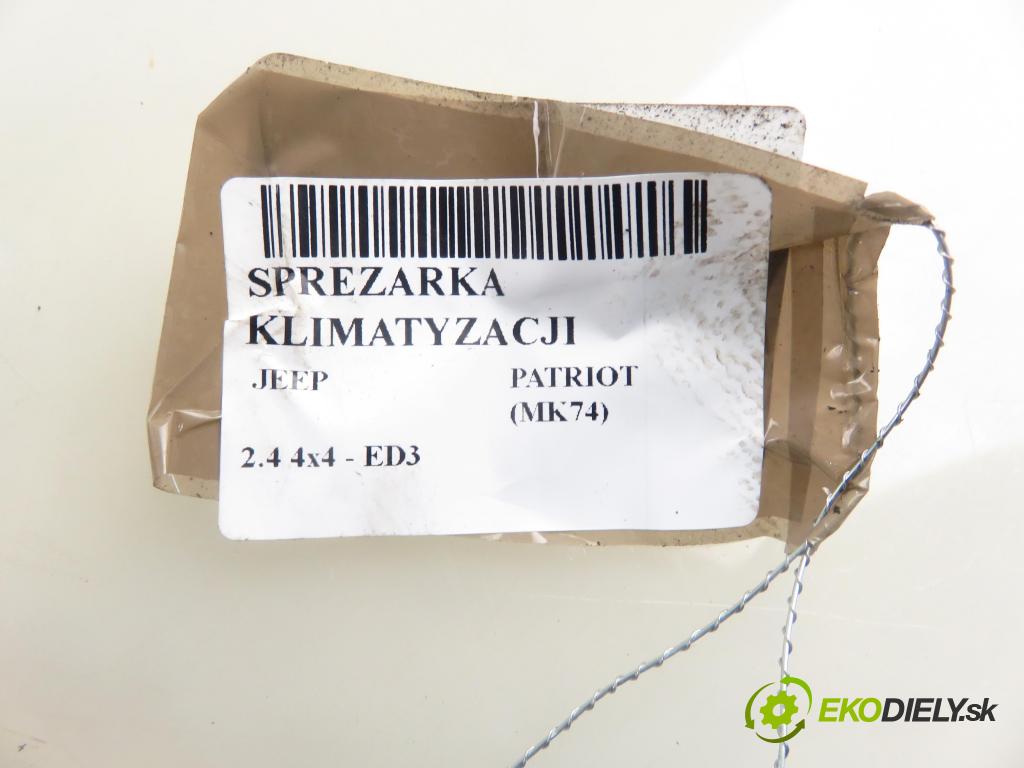 SPREZARKA
KLIMATYZACJI
JEEP PATRIOT
(MK74)
2.4 4x4 - ED3
EKODIELY.sk